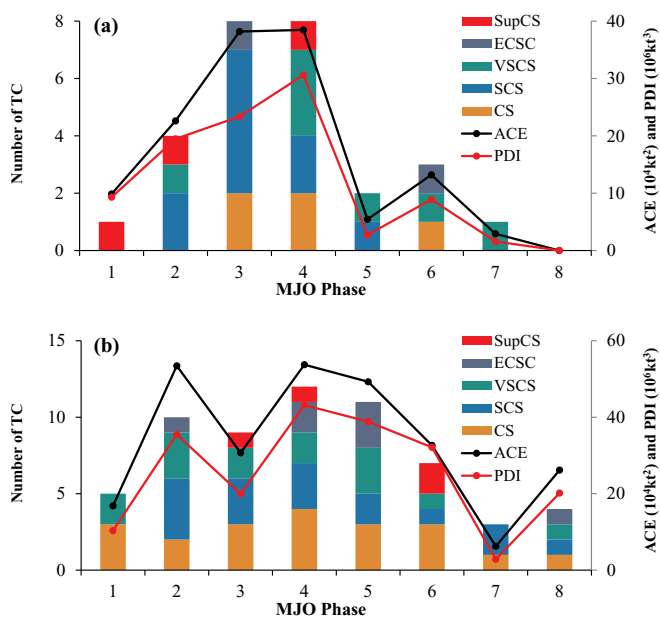 (a)
Number of TC
8
6
4
2
0
SupCS
ECSC
VSCS
SCS
CS
ACE
PDI
40
30
20
10
0
ACE (10⁴kt²) and PDI (10⁶kt³)
1 2 3 4 5 6 7 8
MJO Phase
(b)
Number of TC
15
10
5
0
SupCS
ECSC
VSCS
SCS
CS
ACE
PDI
60
40
20
0
ACE (10⁴kt²) and PDI (10⁶kt³)
1 2 3 4 5 6 7 8
MJO Phase